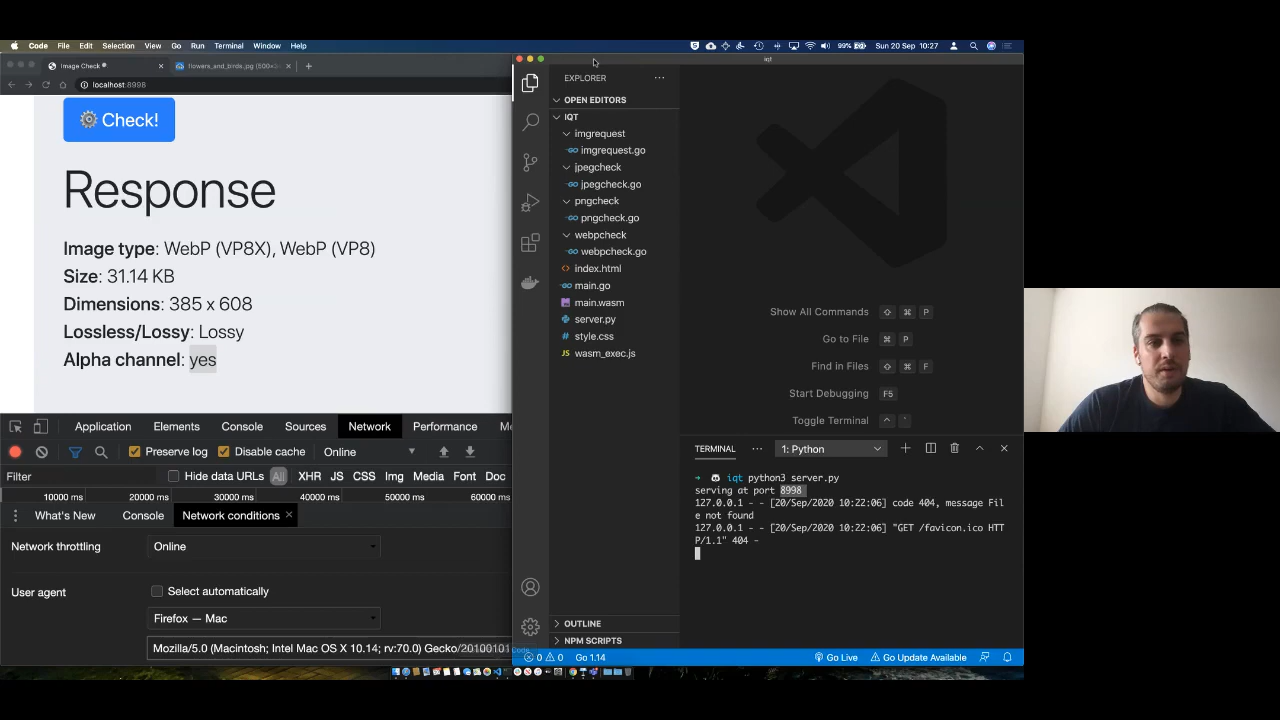 Code File Edit Selection View Go Run Terminal Window Help
99% Sun 20 Sep 10:27
Image Check
flowers_and_birds.jpg
localhost:8998
Check!
Response
Image type: WebP (VP8X), WebP (VP8)
Size: 31.14 KB
Dimensions: 385 x 608
Lossless/Lossy: Lossy
Alpha channel: yes
Application Elements Console Sources Network Performance
Preserve log Disable cache Online
Filter Hide data URLs All XHR JS CSS Img Media Font Doc
10000 ms 20000 ms 30000 ms 40000 ms 50000 ms 60000 ms
What's New Console Network conditions
Network throttling Online
User agent Select automatically
Firefox — Mac
Mozilla/5.0 (Macintosh; Intel Mac OS X 10.14; rv:70.0) Gecko/20100101
iqt
EXPLORER
OPEN EDITORS
IQT
imgrequest
imgrequest.go
jpegcheck
jpegcheck.go
pngcheck
pngcheck.go
webpcheck
webpcheck.go
index.html
main.go
main.wasm
server.py
style.css
JS wasm_exec.js
OUTLINE
NPM SCRIPTS
Show All Commands ⇧ ⌘ P
Go to File ⌘ P
Find in Files ⇧ ⌘ F
Start Debugging F5
Toggle Terminal ^ `
TERMINAL ··· 1: Python
→ iqt python3 server.py
serving at port 8998
127.0.0.1 - - [20/Sep/2020 10:22:06] code 404, message Fil
e not found
127.0.0.1 - - [20/Sep/2020 10:22:06] "GET /favicon.ico HTT
P/1.1" 404 -
0 0 Go 1.14 Go Live Go Update Available